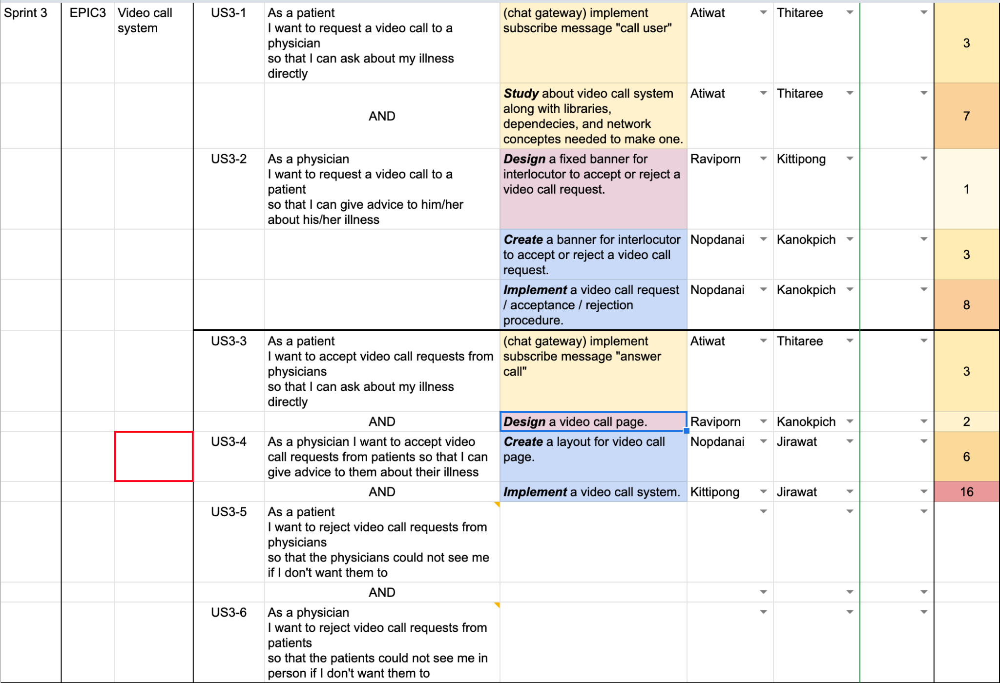 Sprint 3
EPIC3
Video call
system
US3-1
As a patient
I want to request a video call to a
physician
so that I can ask about my illness
directly
(chat gateway) implement
subscribe message "call user"
Atiwat
Thitaree
3
AND
Study about video call system
along with libraries,
dependecies, and network
conceptes needed to make one.
Atiwat
Thitaree
7
US3-2
As a physician
I want to request a video call to a
patient
so that I can give advice to him/her
about his/her illness
Design a fixed banner for
interlocutor to accept or reject a
video call request.
Raviporn
Kittipong
1
Create a banner for interlocutor
to accept or reject a video call
request.
Nopdanai
Kanokpich
3
Implement a video call request
/ acceptance / rejection
procedure.
Nopdanai
Kanokpich
8
US3-3
As a patient
I want to accept video call requests from
physicians
so that I can ask about my illness
directly
(chat gateway) implement
subscribe message "answer
call"
Atiwat
Thitaree
3
AND
Design a video call page.
Raviporn
Kanokpich
2
US3-4
As a physician I want to accept video
call requests from patients so that I can
give advice to them about their illness
Create a layout for video call
page.
Nopdanai
Jirawat
6
AND
Implement a video call system.
Kittipong
Jirawat
16
US3-5
As a patient
I want to reject video call requests from
physicians
so that the physicians could not see me
if I don't want them to
AND
US3-6
As a physician
I want to reject video call requests from
patients
so that the patients could not see me in
person if I don't want them to